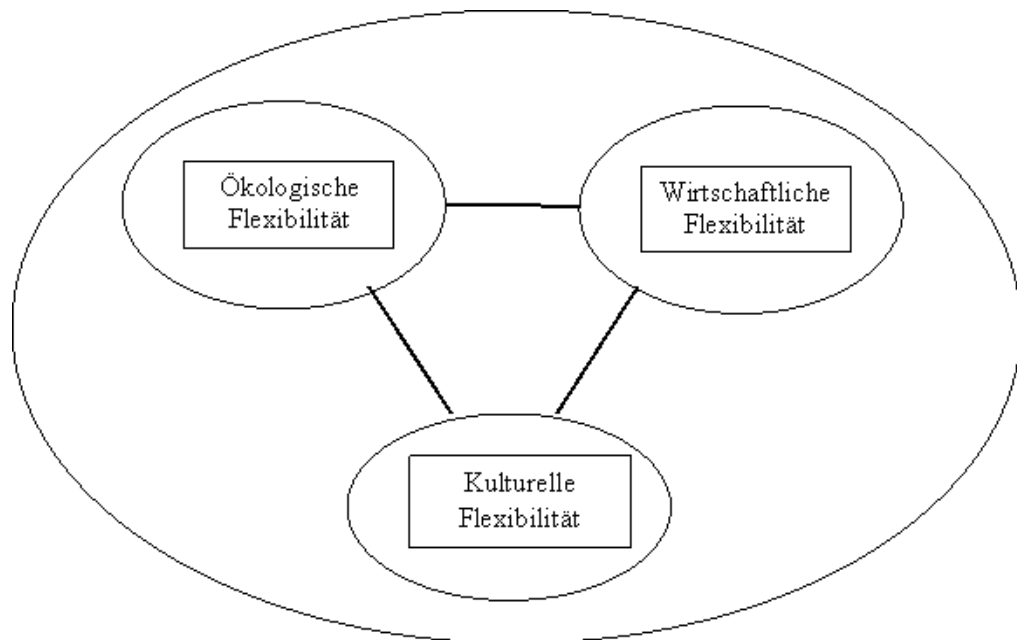 Ökologische
Flexibilität
Wirtschaftliche
Flexibilität
Kulturelle
Flexibilität